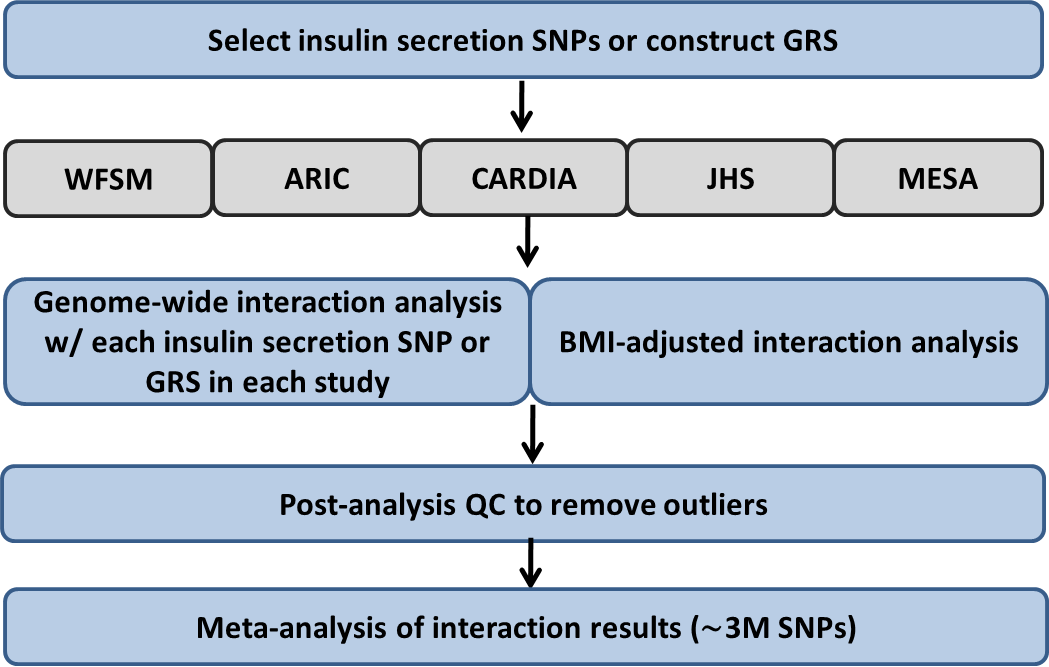 Select insulin secretion SNPs or construct GRS
WFSM
ARIC
CARDIA
JHS
MESA
Genome-wide interaction analysis
w/ each insulin secretion SNP or
GRS in each study
BMI-adjusted interaction analysis
Post-analysis QC to remove outliers
Meta-analysis of interaction results (~3M SNPs)